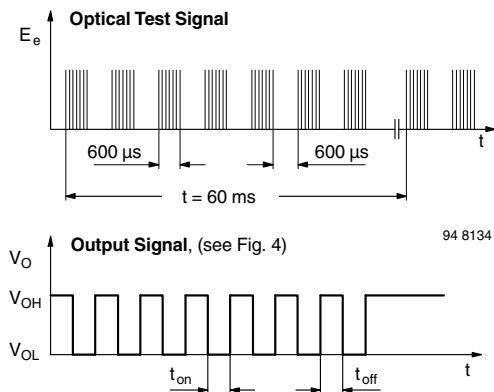 Optical Test Signal
E e
t
600 µs
600 µs
t = 60 ms
94 8134
Output Signal, (see Fig. 4)
V O
V OH
V OL
t on
t off
t